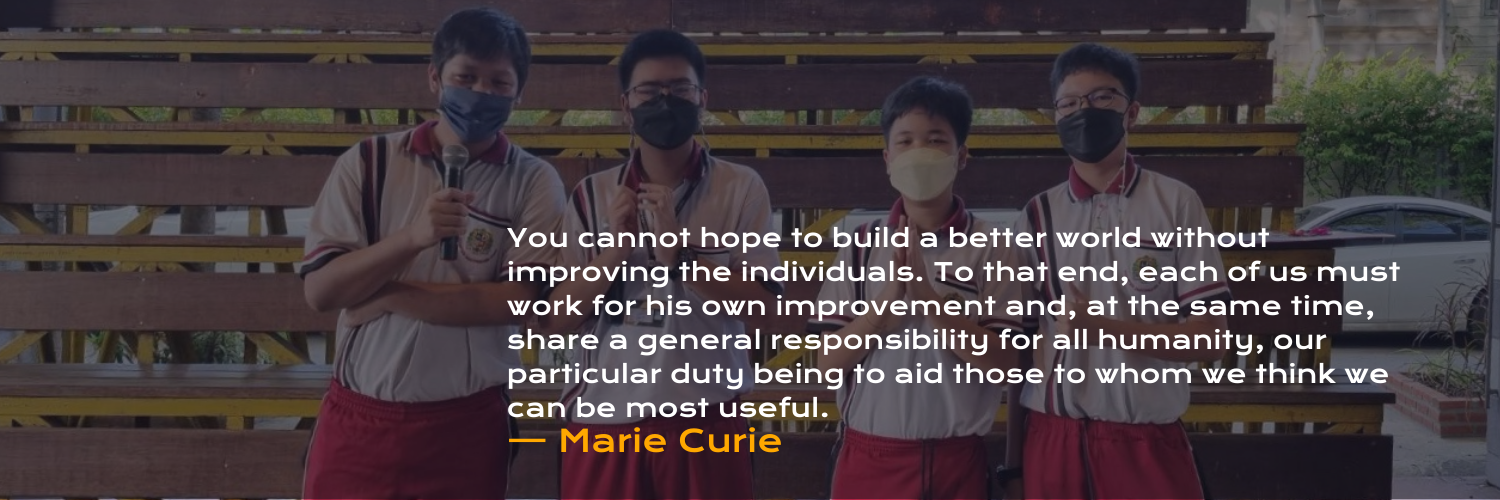 You cannot hope to build a better world without
improving the individuals. To that end, each of us must
work for his own improvement and, at the same time,
share a general responsibility for all humanity, our
particular duty being to aid those to whom we think we
can be most useful.
— Marie Curie